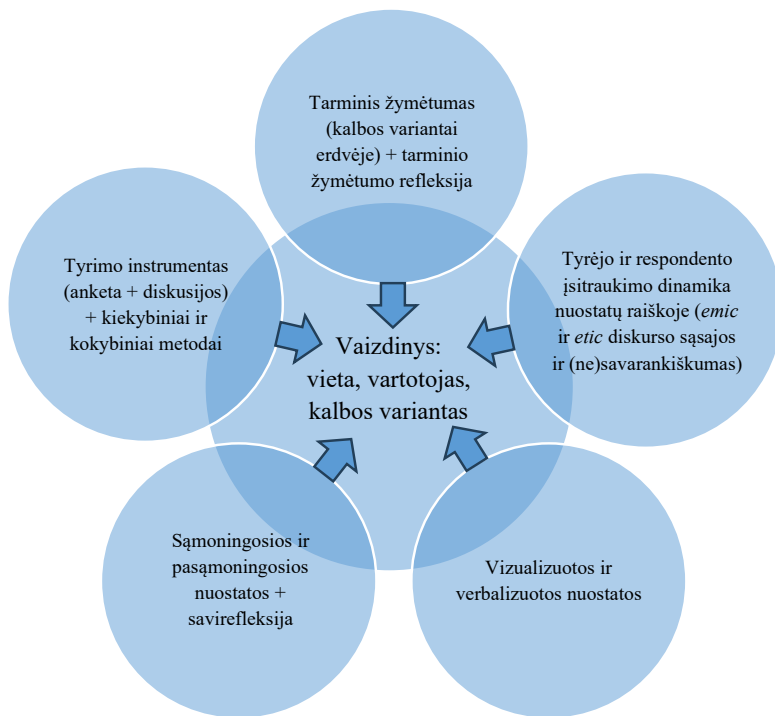 Tarminis žymėtumas
(kalbos variantai
erdvėje) + tarminio
žymėtumo refleksija
Tyrimo instrumentas
(anketa + diskusijos)
+ kiekybiniai ir
kokybiniai metodai
Tyrėjo ir respondento
įsitraukimo dinamika
nuostatų raiškoje (emic
ir etic diskurso sąsajos
ir (ne)savarankiškumas)
Vaizdinys:
vieta, vartotojas,
kalbos variantas
Sąmoningosios ir
pasąmoningosios
nuostatos +
savirefleksija
Vizualizuotos ir
verbalizuotos nuostatos